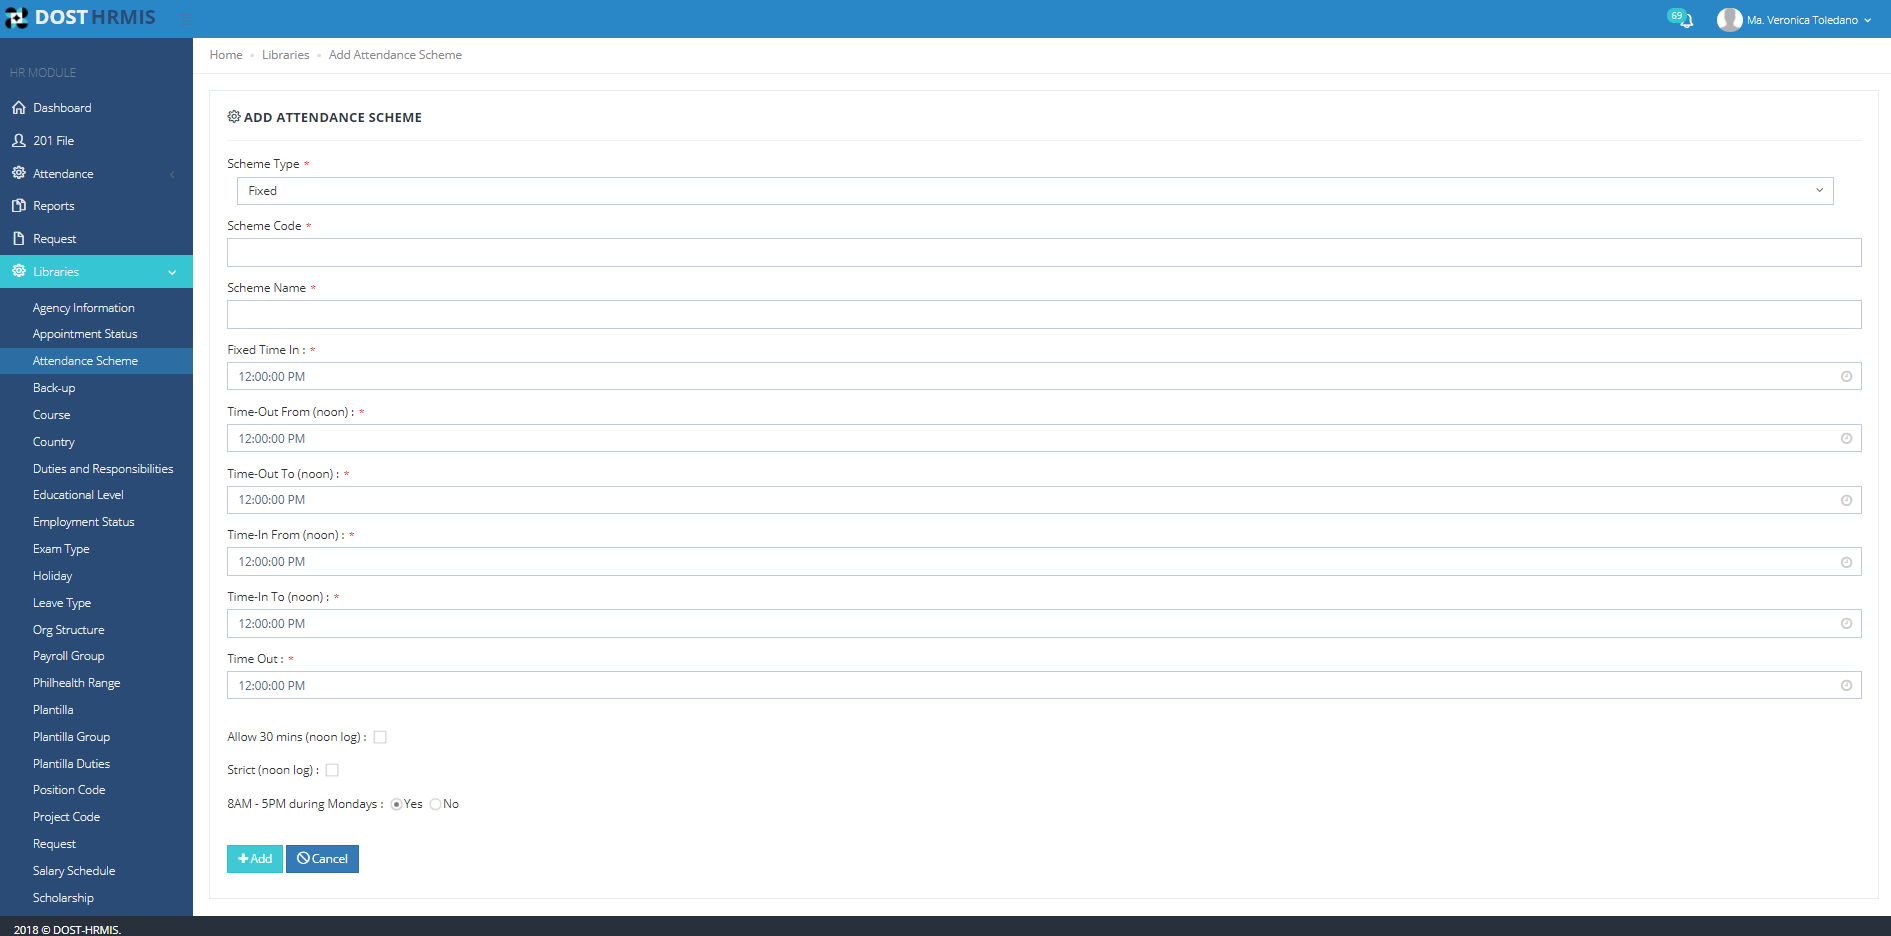 DOST HRMIS
69
Ma. Veronica Toledano
HR MODULE
Dashboard
201 File
Attendance
Reports
Request
Libraries
Agency Information
Appointment Status
Attendance Scheme
Back-up
Course
Country
Duties and Responsibilities
Educational Level
Employment Status
Exam Type
Holiday
Leave Type
Org Structure
Payroll Group
Philhealth Range
Plantilla
Plantilla Group
Plantilla Duties
Position Code
Project Code
Request
Salary Schedule
Scholarship
Home Libraries Add Attendance Scheme
ADD ATTENDANCE SCHEME
Scheme Type *
Fixed
Scheme Code *
Scheme Name *
Fixed Time In : *
12:00:00 PM
Time-Out From (noon) : *
12:00:00 PM
Time-Out To (noon) : *
12:00:00 PM
Time-In From (noon) : *
12:00:00 PM
Time-In To (noon) : *
12:00:00 PM
Time Out : *
12:00:00 PM
Allow 30 mins (noon log) :
Strict (noon log) :
8AM - 5PM during Mondays : Yes No
Add Cancel
2018 © DOST-HRMIS.